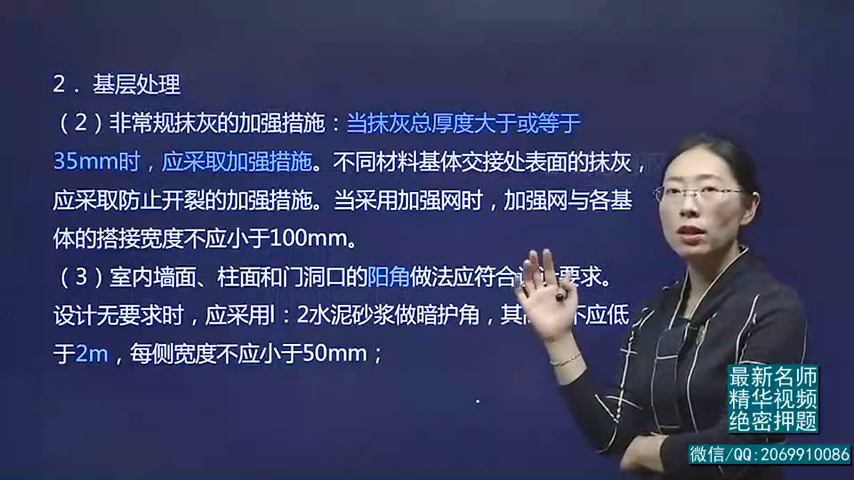 2．基层处理
（2）非常规抹灰的加强措施：当抹灰总厚度大于或等于
35mm时，应采取加强措施。不同材料基体交接处表面的抹灰，
应采取防止开裂的加强措施。当采用加强网时，加强网与各基
体的搭接宽度不应小于100mm。
（3）室内墙面、柱面和门洞口的阳角做法应符合 要求。
设计无要求时，应采用l：2水泥砂浆做暗护角，其 不应低
于2m，每侧宽度不应小于50mm；
最新名师
精华视频
绝密押题
微信/QQ:2069910086